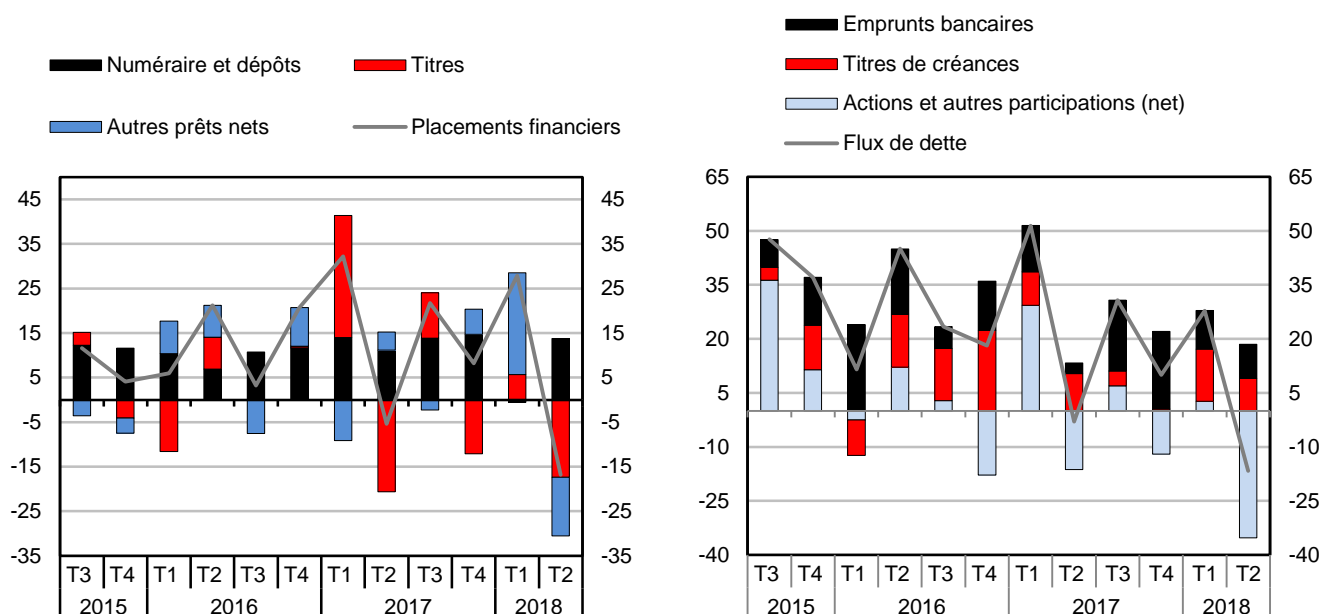 Numéraire et dépôts Titres
Autres prêts nets Placements financiers
45 45
35 35
25 25
15 15
5 5
-5 -5
-15 -15
-25 -25
-35 -35
T3 T4 T1 T2 T3 T4 T1 T2 T3 T4 T1 T2
2015 2016 2017 2018
Emprunts bancaires
Titres de créances
Actions et autres participations (net)
Flux de dette
65 65
50 50
35 35
20 20
5 5
-10 -10
-25 -25
-40 -40
T3 T4 T1 T2 T3 T4 T1 T2 T3 T4 T1 T2
2015 2016 2017 2018